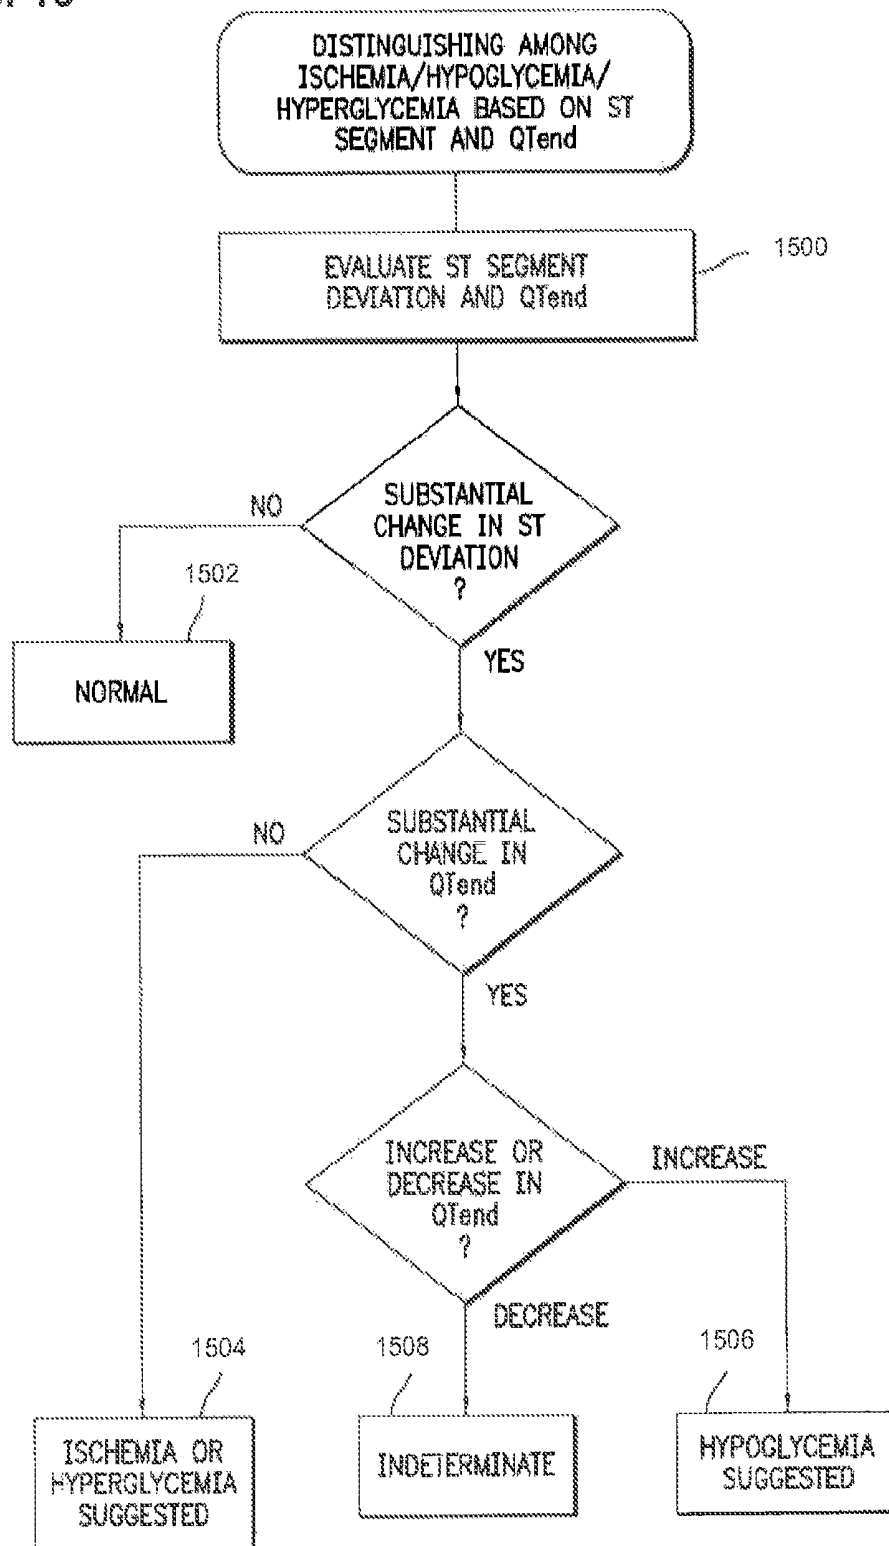 DISTINGUISHING AMONG
ISCHEMIA/HYPOGLYCEMIA/
HYPERGLYCEMIA BASED ON ST
SEGMENT AND QTend
1500
EVALUATE ST SEGMENT
DEVIATION AND QTend
SUBSTANTIAL
CHANGE IN ST
DEVIATION
?
NO
YES
1502
NORMAL
SUBSTANTIAL
CHANGE IN
QTend
?
NO
YES
INCREASE OR
DECREASE IN
QTend
?
INCREASE
DECREASE
1504
ISCHEMIA OR
HYPERGLYCEMIA
SUGGESTED
1508
INDETERMINATE
1506
HYPOGLYCEMIA
SUGGESTED